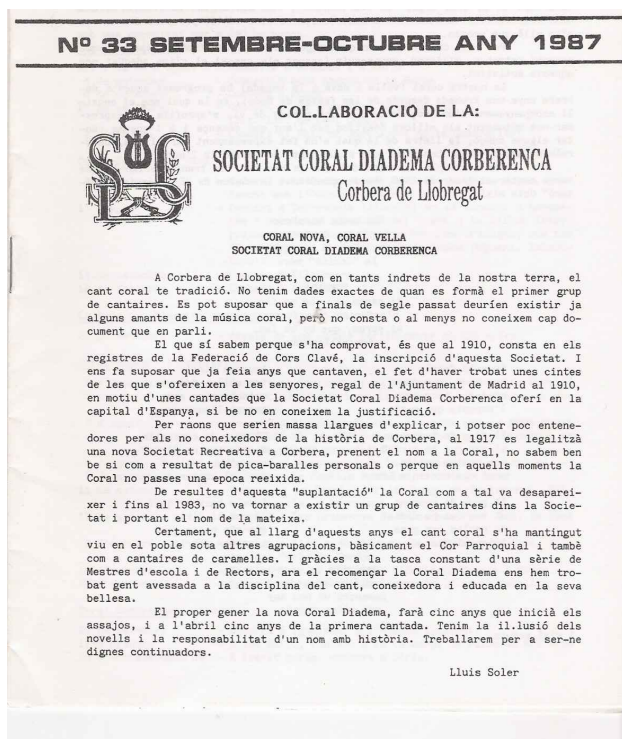 Nº 33 SETEMBRE-OCTUBRE ANY 1987
COL.LABORACIÓ DE LA:
SOCIETAT CORAL DIADEMA CORBERENCA
Corbera de Llobregat
CORAL NOVA, CORAL VELLA
SOCIETAT CORAL DIADEMA CORBERENCA
A Corbera de Llobregat, com en tants indrets de la nostra terra, el
cant coral te tradició. No tenim dades exactes de quan es formà el primer grup
de cantaires. Es pot suposar que a finals de segle passat deuríen existir ja
alguns amants de la música coral, però no consta o al menys no coneixem cap do-
cument que en parli.
El que sí sabem perque s'ha comprovat, és que al 1910, consta en els
registres de la Federació de Cors Clavé, la inscripció d'aquesta Societat. I
ens fa suposar que ja feia anys que cantaven, el fet d'haver trobat unes cintes
de les que s'ofereixen a les senyores, regal de l'Ajuntament de Madrid al 1910,
en motiu d'unes cantades que la Societat Coral Diadema Corberenca oferí en la
capital d'Espanya, si be no en coneixem la justificació.
Per raons que serien massa llargues d'explicar, i potser poc entene-
dores per als no coneixedors de la història de Corbera, al 1917 es legalitzà
una nova Societat Recreativa a Corbera, prenent el nom a la Coral, no sabem ben
be si com a resultat de pica-baralles personals o perque en aquells moments la
Coral no passes una epoca reeixida.
De resultes d'aquesta "suplantació" la Coral com a tal va desaparei-
xer i fins al 1983, no va tornar a existir un grup de cantaires dins la Socie-
tat i portant el nom de la mateixa.
Certament, que al llarg d'aquests anys el cant coral s'ha mantingut
viu en el poble sota altres agrupacions, bàsicament el Cor Parroquial i també
com a cantaires de caramelles. I gràcies a la tasca constant d'una sèrie de
Mestres d'escola i de Rectors, ara el recomençar la Coral Diadema ens hem tro-
bat gent avessada a la disciplina del cant, coneixedora i educada en la seva
bellesa.
El proper gener la nova Coral Diadema, farà cinc anys que inicià els
assajos, i a l'abril cinc anys de la primera cantada. Tenim la il.lusió dels
novells i la responsabilitat d'un nom amb història. Treballarem per a ser-ne
dignes continuadors.
Lluis Soler